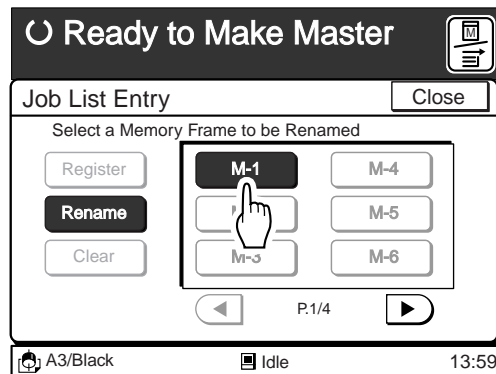 Ready to Make Master
M
Job List Entry
Close
Select a Memory Frame to be Renamed
Register
M-1
M-4
Rename
M-5
Clear
M-3
M-6
P.1/4
A3/Black
Idle
13:59